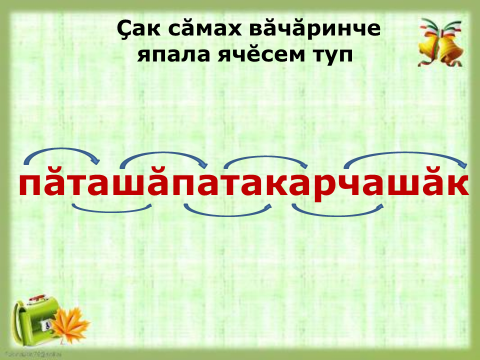 Ҫак сӑмах вӑчӑринче
япала ячӗсем туп
пӑташӑпатакарчашӑк